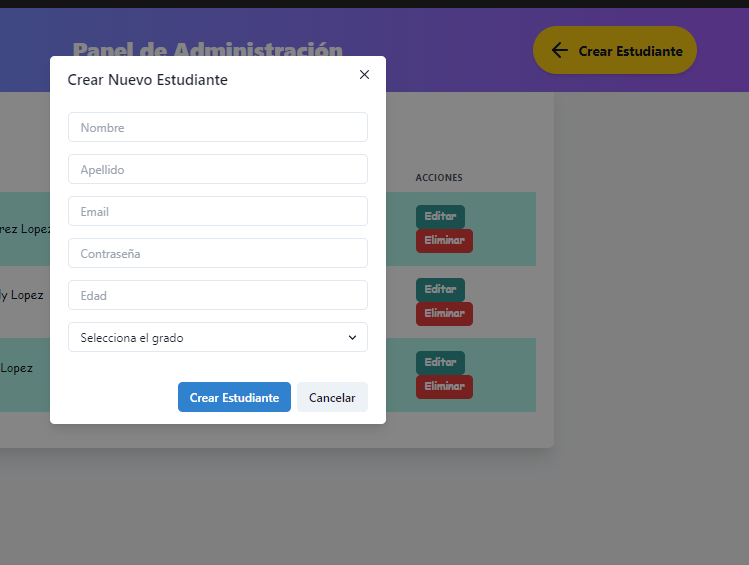 Panel de Administración
Crear Estudiante
Crear Nuevo Estudiante
Nombre
Apellido
Email
Contraseña
Edad
Selecciona el grado
Crear Estudiante
Cancelar
ACCIONES
Lopez
Editar
Eliminar
Lopez
Editar
Eliminar
Lopez
Editar
Eliminar